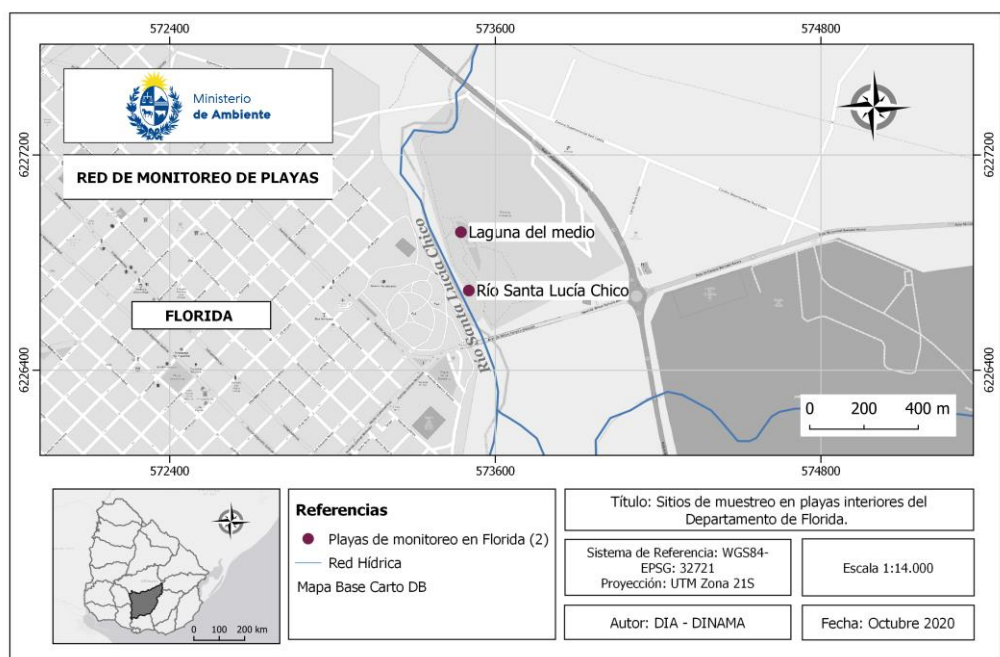 572400
573600
574800
Ministerio
de Ambiente
RED DE MONITOREO DE PLAYAS
6227200
6227200
Laguna del medio
Río Santa Lucía Chico
Río Santa Lucía Chico
FLORIDA
6226400
6226400
0 200 400 m
572400
573600
574800
0 100 200 km
Referencias
Playas de monitoreo en Florida (2)
Red Hídrica
Mapa Base Carto DB
Título: Sitios de muestreo en playas interiores del
Departamento de Florida.
Sistema de Referencia: WGS84-
EPSG: 32721
Proyección: UTM Zona 21S
Escala 1:14.000
Autor: DIA - DINAMA
Fecha: Octubre 2020